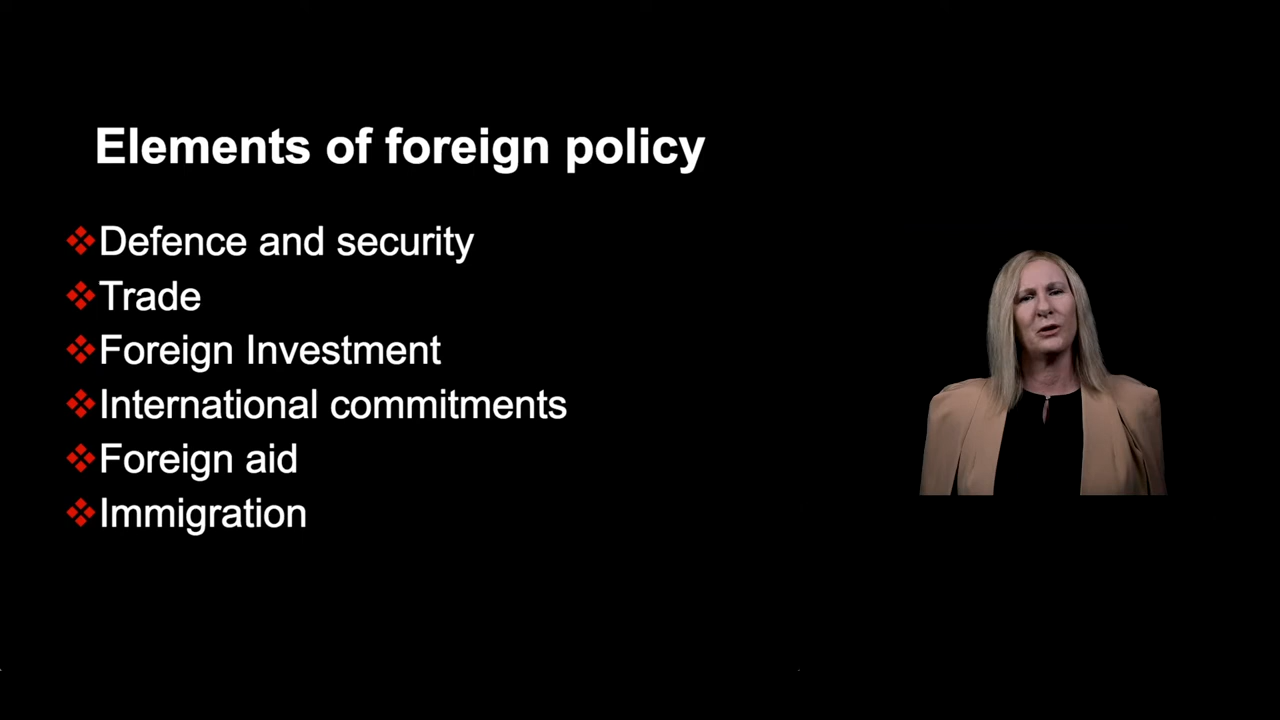 Elements of foreign policy
❖Defence and security
❖Trade
❖Foreign Investment
❖International commitments
❖Foreign aid
❖Immigration